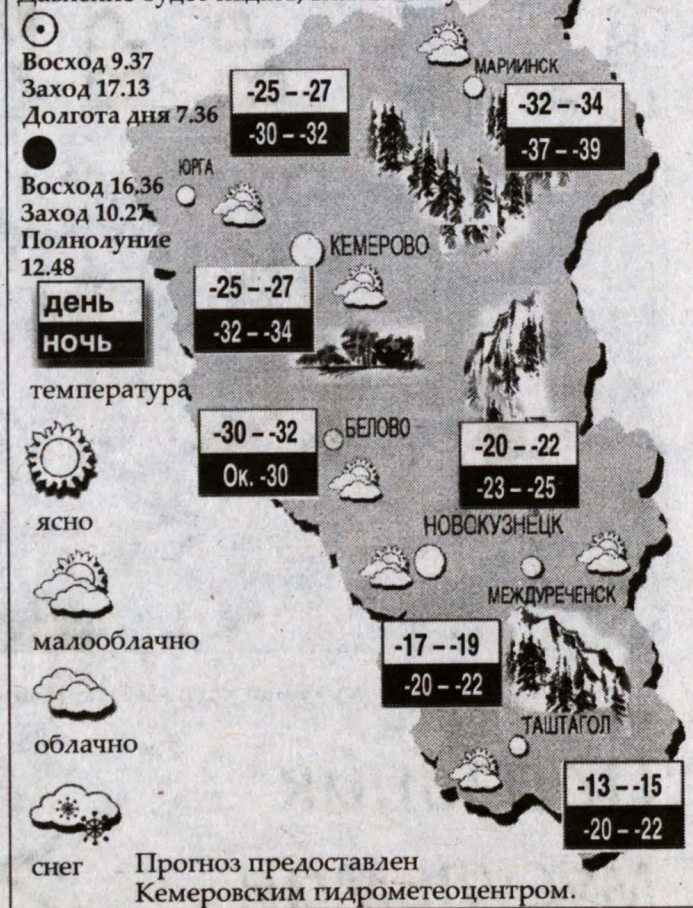 Восход 9.37
Заход 17.13
Долгота дня 7.36
Восход 16.36
Заход 10.27
Полнолуние
12.48
день
ночь
температура
ясно
малооблачно
облачно
снег
МАРИИНСК
-25 – -27
-30 – -32
-32 – -34
-37 – -39
ЮРГА
КЕМЕРОВО
-25 – -27
-32 – -34
БЕЛОВО
-30 – -32
Ок. -30
-20 – -22
-23 – -25
НОВОКУЗНЕЦК
МЕЖДУРЕЧЕНСК
-17 – -19
-20 – -22
ТАШТАГОЛ
-13 – -15
-20 – -22
Прогноз предоставлен
Кемеровским гидрометеоцентром.